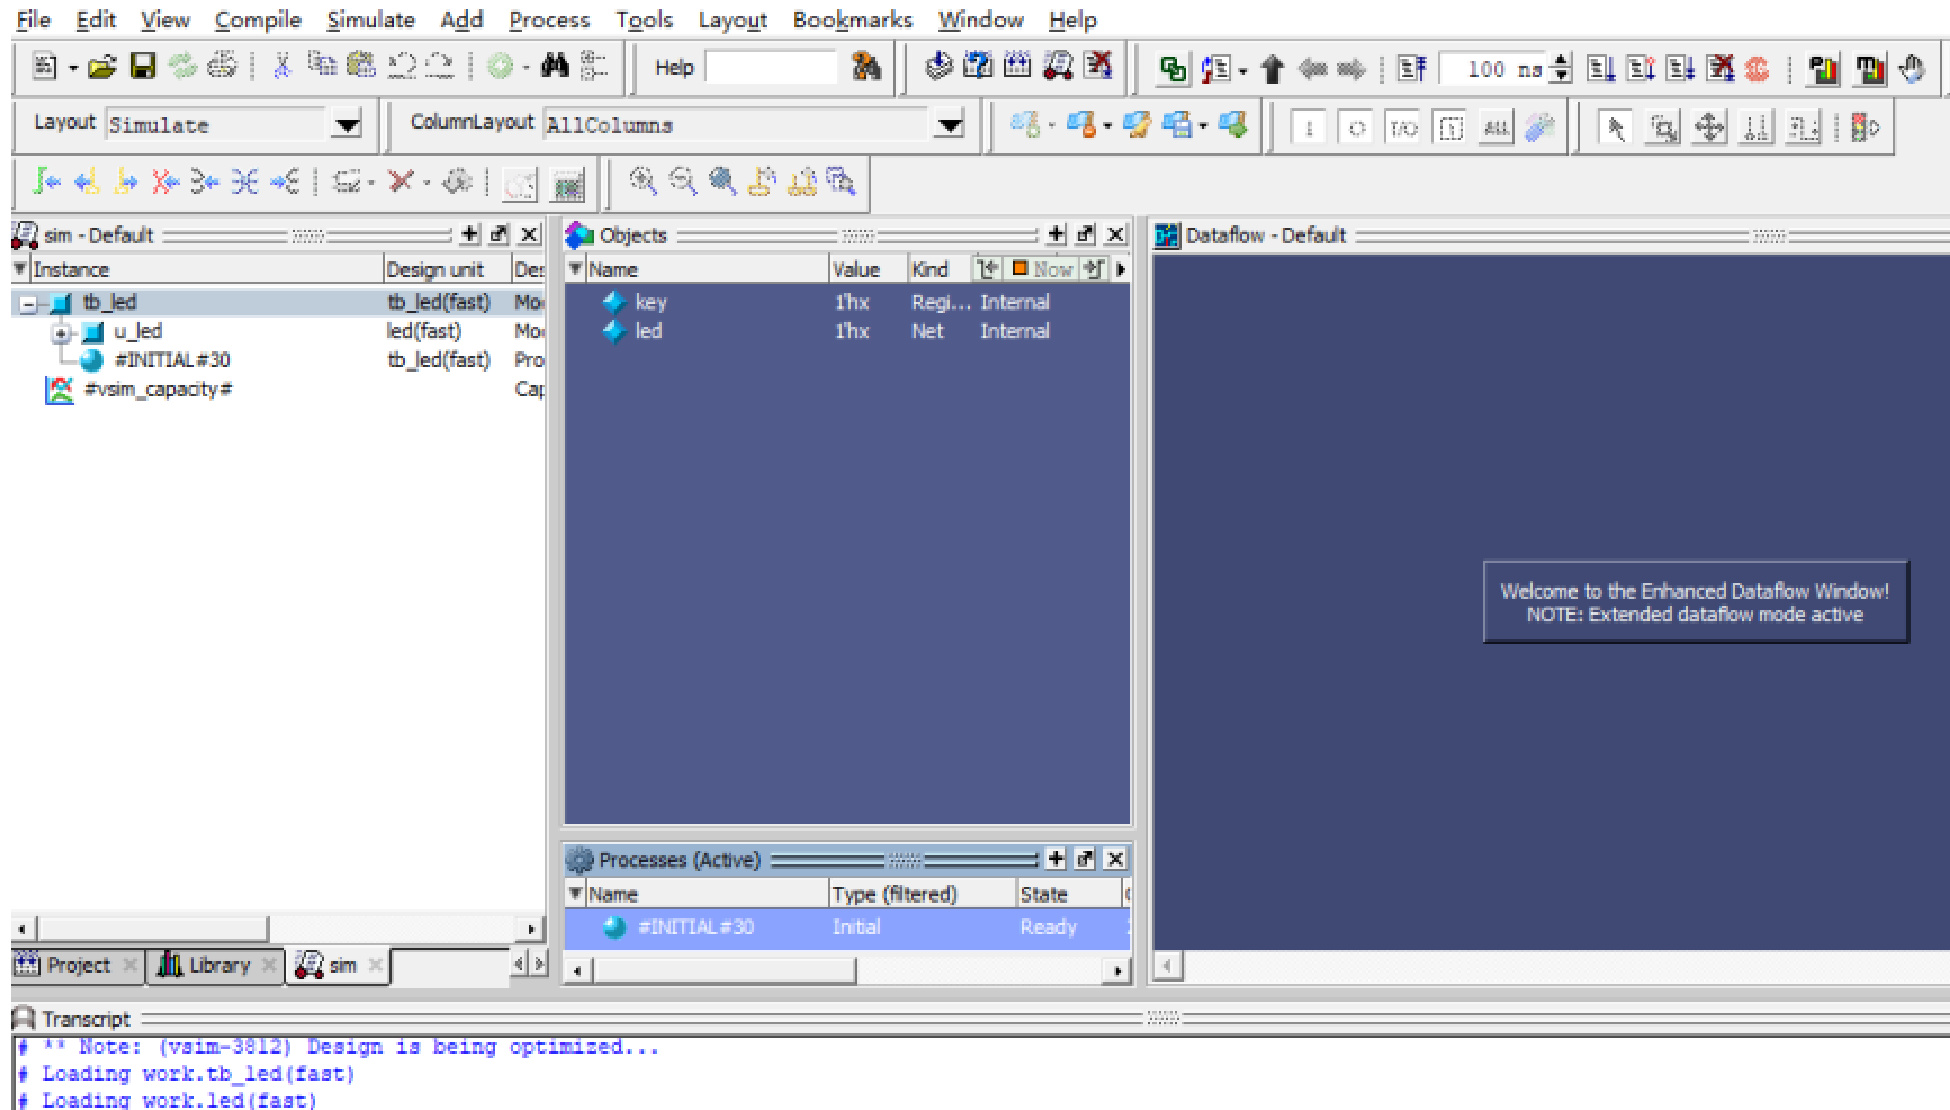 File Edit View Compile Simulate Add Process Tools Layout Bookmarks Window Help
Help 100 ns
Layout Simulate ColumnLayout AllColumns I O I/O ALL
sim - Default Objects Dataflow - Default
Instance Design unit Des Name Value Kind Now
tb_led tb_led(fast) Mo key 1'hx Regi... Internal
u_led led(fast) Mo led 1'hx Net Internal
#INITIAL#30 tb_led(fast) Pro
#vsim_capacity# Cap
Welcome to the Enhanced Dataflow Window!
NOTE: Extended dataflow mode active
Processes (Active)
Name Type (filtered) State
#INITIAL#30 Initial Ready
Project Library sim
Transcript
# ** Note: (vsim-3812) Design is being optimized...
# Loading work.tb_led(fast)
# Loading work.led(fast)